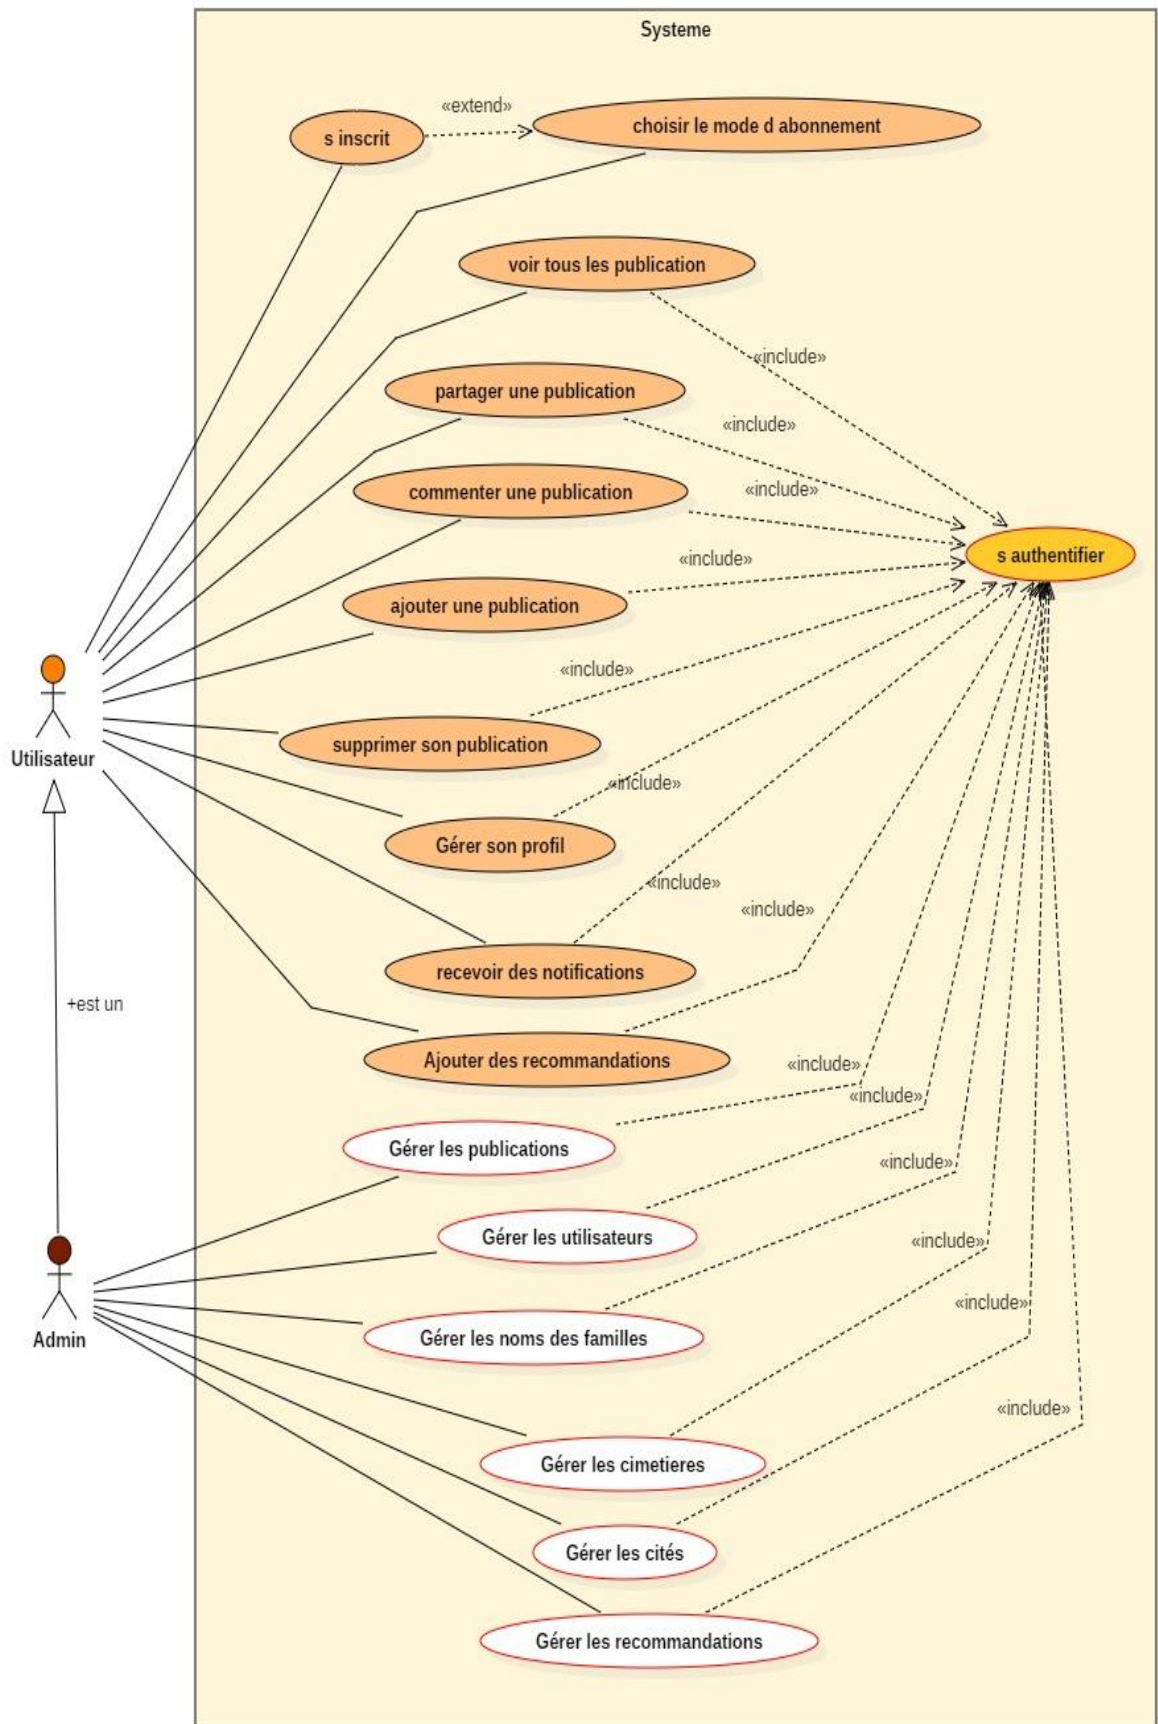 Systeme
«extend»
s inscrit
choisir le mode d abonnement
voir tous les publication
«include»
partager une publication
«include»
commenter une publication
«include»
s authentifier
«include»
ajouter une publication
«include»
supprimer son publication
Utilisateur
«include»
Gérer son profil
«include»
«include»
recevoir des notifications
+est un
Ajouter des recommandations
«include»
«include»
Gérer les publications
«include»
Gérer les utilisateurs
«include»
«include»
Admin
Gérer les noms des familles
«include»
Gérer les cimetieres
Gérer les cités
Gérer les recommandations